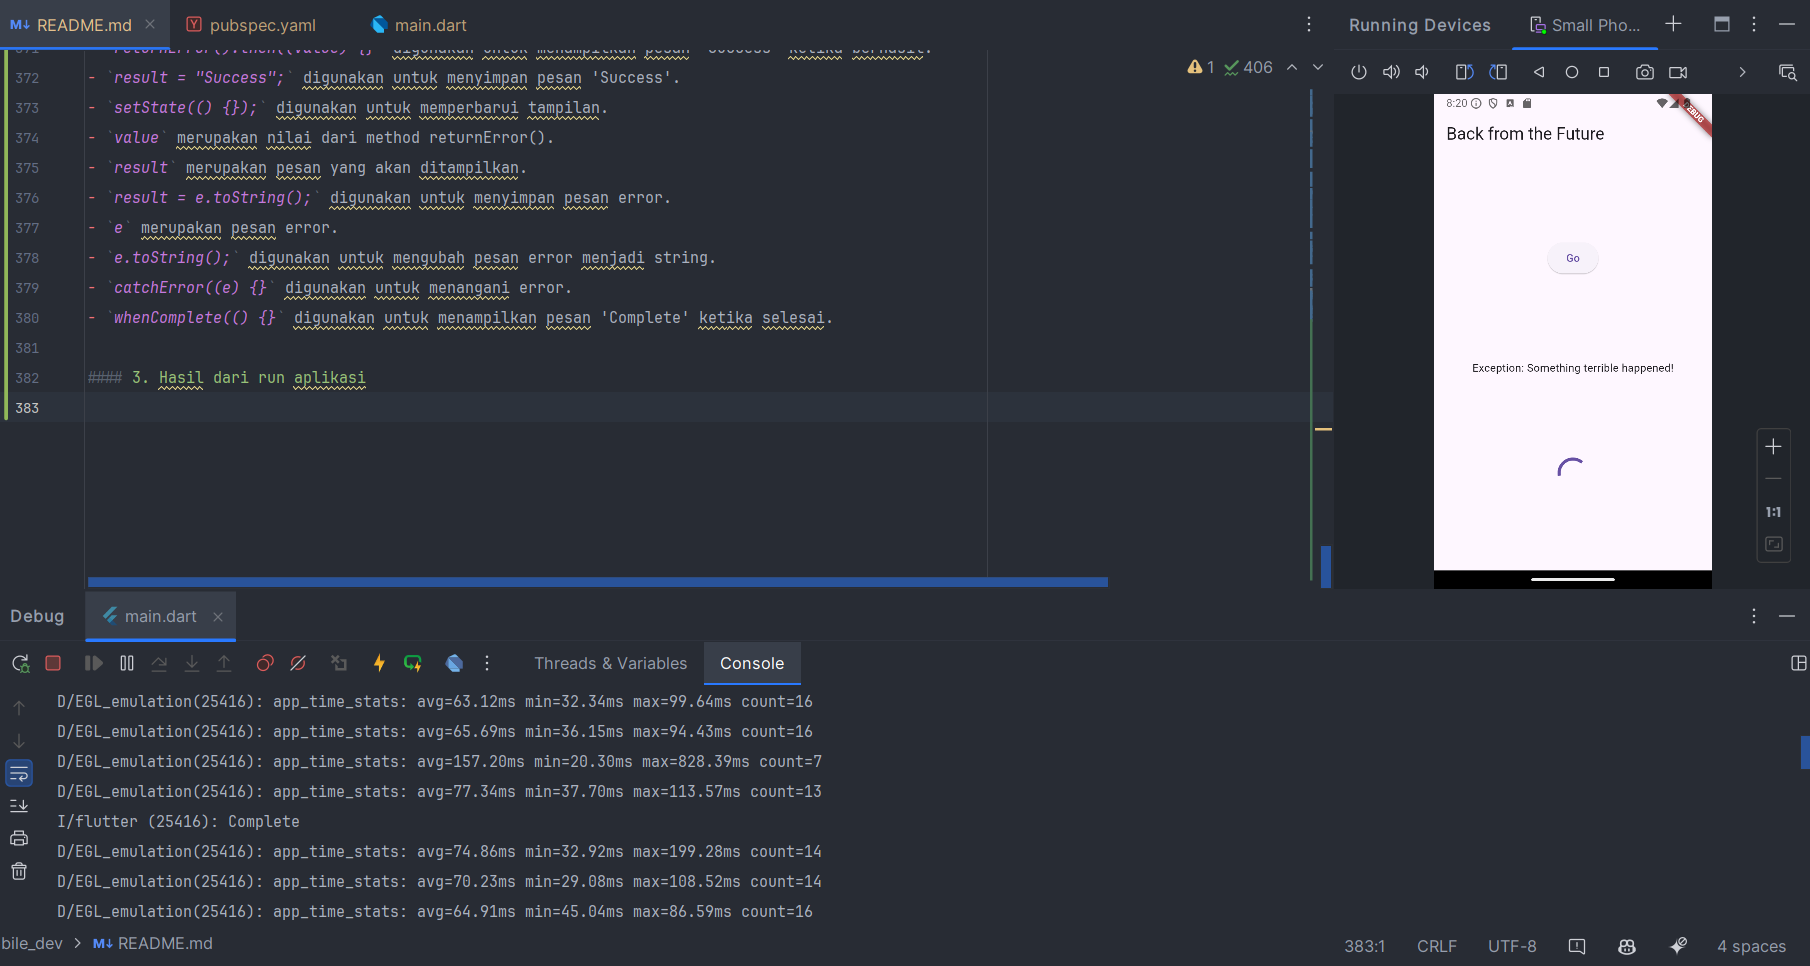 README.md
pubspec.yaml
main.dart
Running Devices
Small Pho...
371 returnError().then((value) {}` digunakan untuk menampilkan pesan 'Success' ketika berhasil.
1 406
372 - `result = "Success";` digunakan untuk menyimpan pesan 'Success'.
373 - `setState(() {});` digunakan untuk memperbarui tampilan.
374 - `value` merupakan nilai dari method returnError().
375 - `result` merupakan pesan yang akan ditampilkan.
376 - `result = e.toString();` digunakan untuk menyimpan pesan error.
377 - `e` merupakan pesan error.
378 - `e.toString();` digunakan untuk mengubah pesan error menjadi string.
379 - `catchError((e) {}` digunakan untuk menangani error.
380 - `whenComplete(() {}` digunakan untuk menampilkan pesan 'Complete' ketika selesai.
381
382 #### 3. Hasil dari run aplikasi
383
8:20
DEBUG
Back from the Future
Go
Exception: Something terrible happened!
1:1
Debug
main.dart
Threads & Variables
Console
D/EGL_emulation(25416): app_time_stats: avg=63.12ms min=32.34ms max=99.64ms count=16
D/EGL_emulation(25416): app_time_stats: avg=65.69ms min=36.15ms max=94.43ms count=16
D/EGL_emulation(25416): app_time_stats: avg=157.20ms min=20.30ms max=828.39ms count=7
D/EGL_emulation(25416): app_time_stats: avg=77.34ms min=37.70ms max=113.57ms count=13
I/flutter (25416): Complete
D/EGL_emulation(25416): app_time_stats: avg=74.86ms min=32.92ms max=199.28ms count=14
D/EGL_emulation(25416): app_time_stats: avg=70.23ms min=29.08ms max=108.52ms count=14
D/EGL_emulation(25416): app_time_stats: avg=64.91ms min=45.04ms max=86.59ms count=16
bile_dev > M↓ README.md
383:1
CRLF
UTF-8
4 spaces